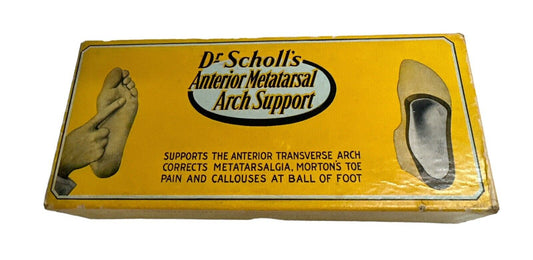 Dr Scholl's
Anterior Metatarsal
Arch Support
SUPPORTS THE ANTERIOR TRANSVERSE ARCH
CORRECTS METATARSALGIA, MORTON'S TOE
PAIN AND CALLOUSES AT BALL OF FOOT